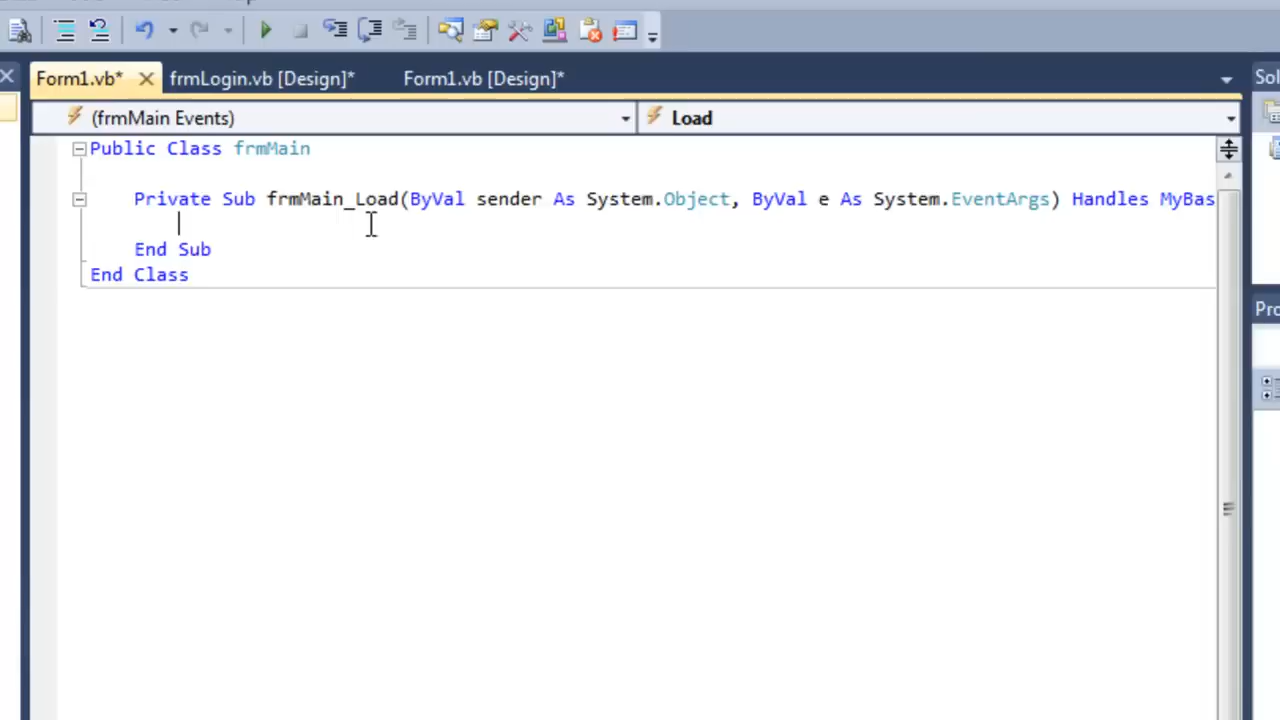 Form1.vb* frmLogin.vb [Design]* Form1.vb [Design]* Sol
(frmMain Events) Load
Public Class frmMain
Private Sub frmMain_Load(ByVal sender As System.Object, ByVal e As System.EventArgs) Handles MyBas
End Sub
End Class
Pro